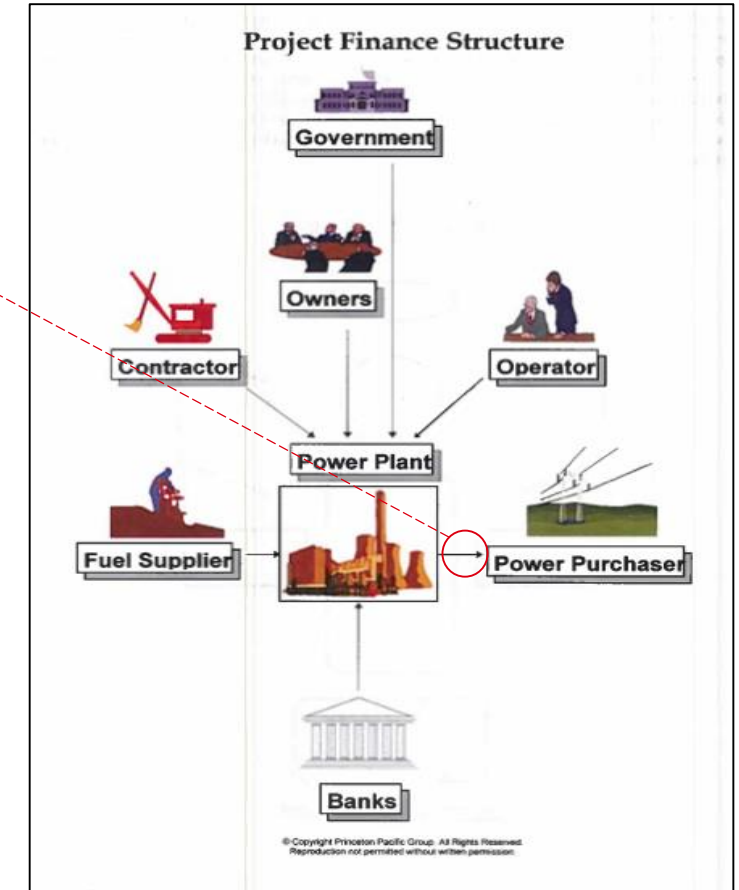 Project Finance Structure
Government
Owners
Contractor
Operator
Power Plant
Fuel Supplier
Power Purchaser
Banks
© Copyright Princeton Pacific Group. All Rights Reserved.
Reproduction not permitted without written permission.